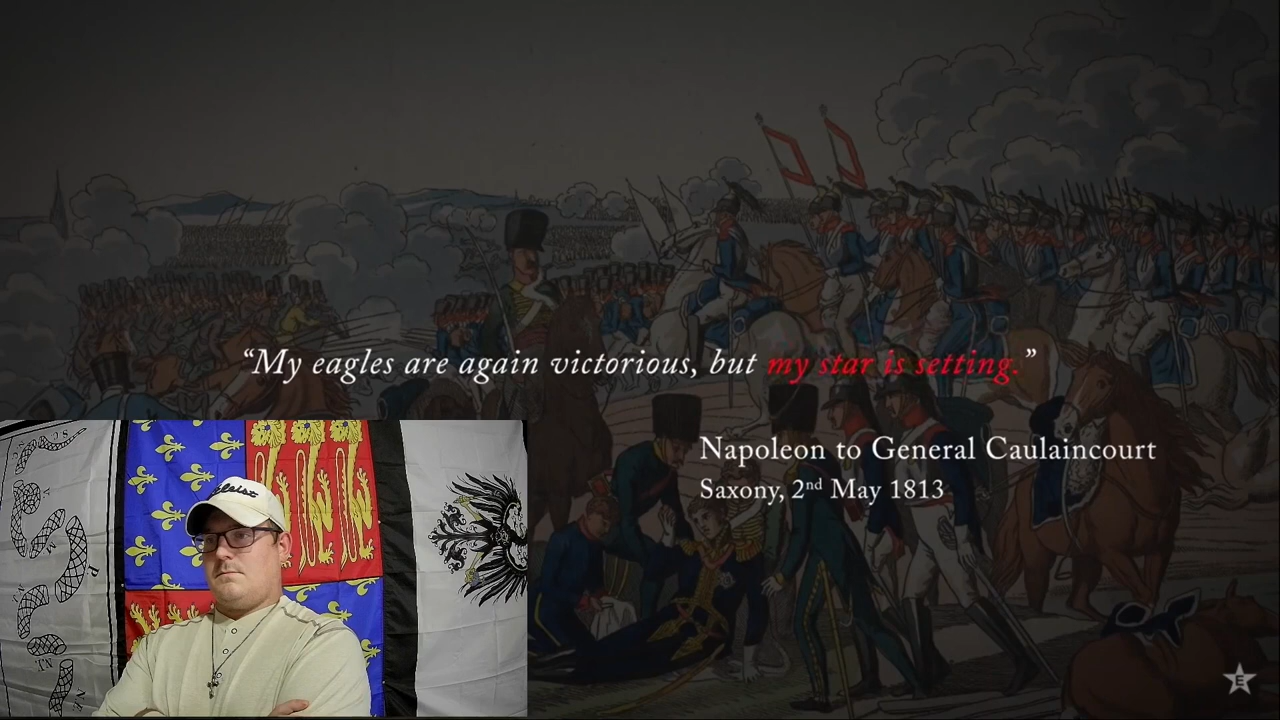 “My eagles are again victorious, but my star is setting.”
Napoleon to General Caulaincourt
Saxony, 2nd May 1813
P
M
E